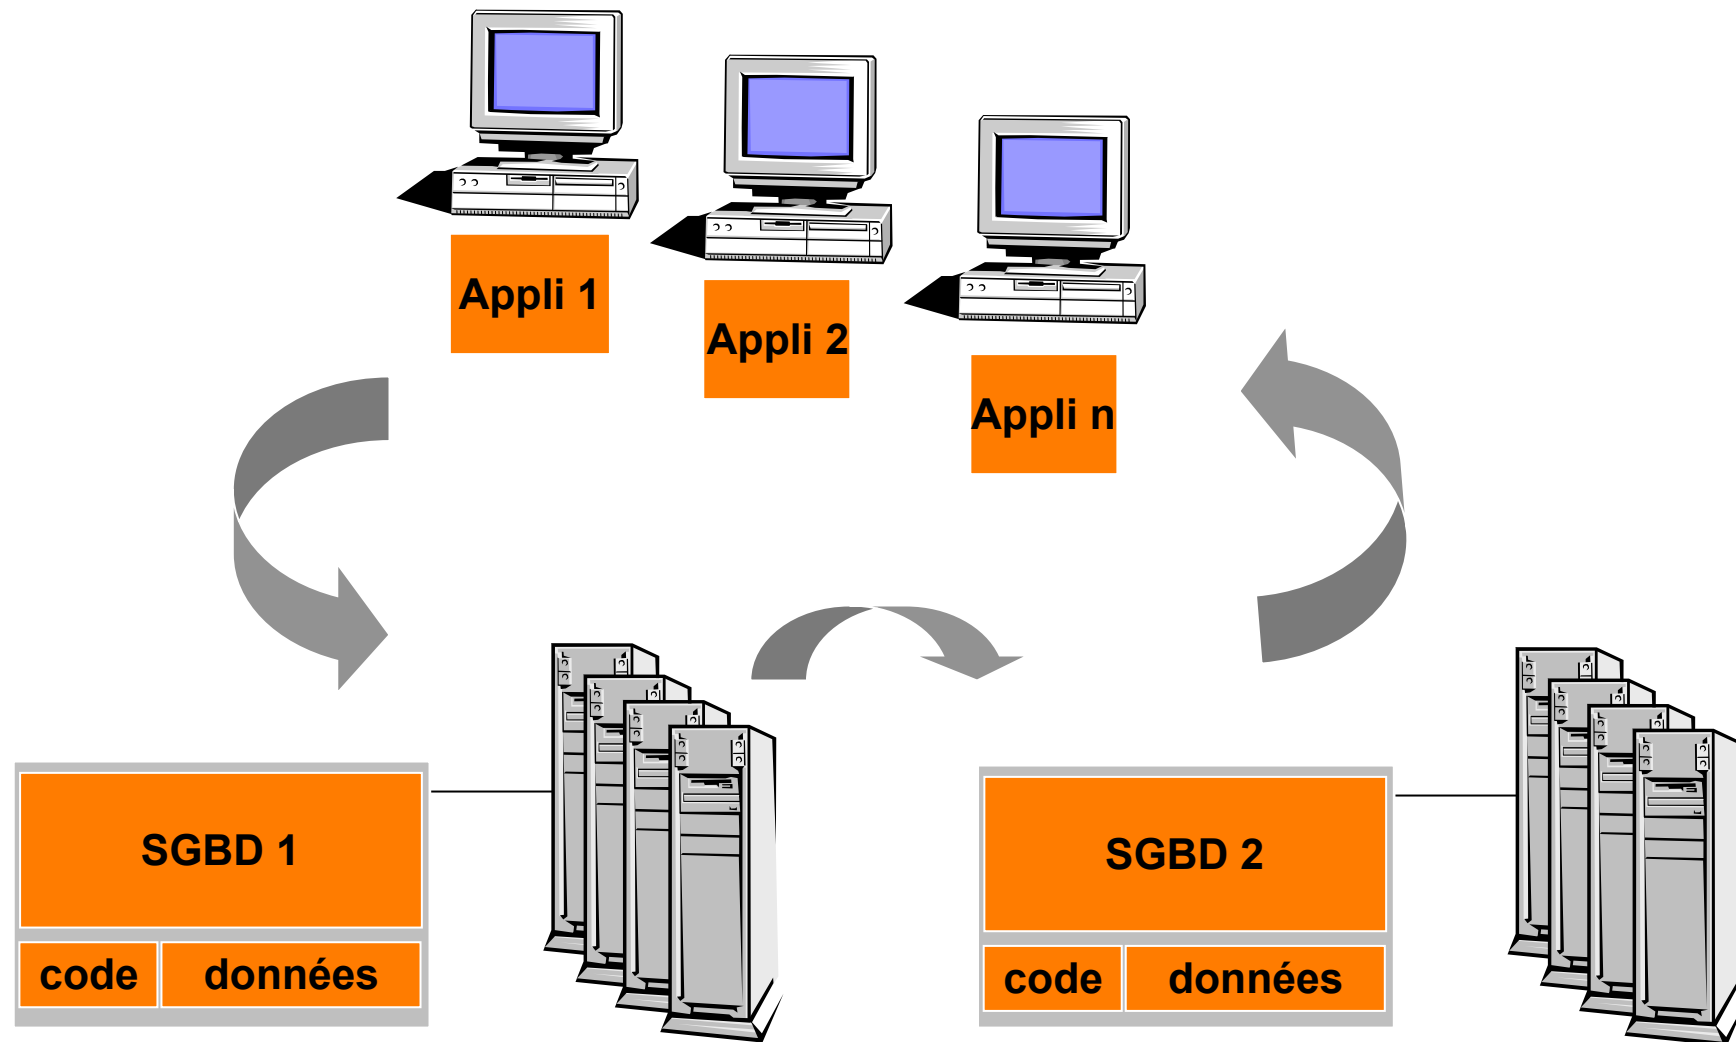 Appli 1
Appli 2
Appli n
SGBD 1
code
données
SGBD 2
code
données